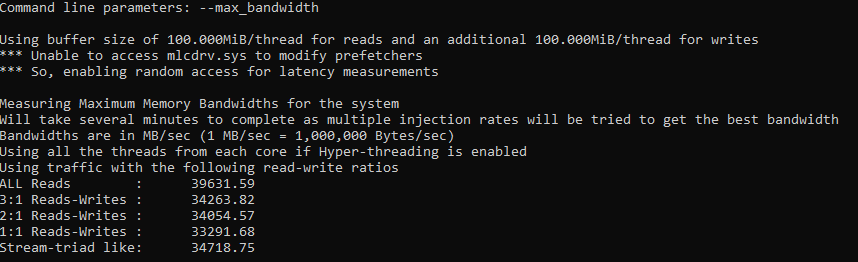 Command line parameters: --max_bandwidth
Using buffer size of 100.000MiB/thread for reads and an additional 100.000MiB/thread for writes
*** Unable to access mlcdrv.sys to modify prefetchers
*** So, enabling random access for latency measurements
Measuring Maximum Memory Bandwidths for the system
Will take several minutes to complete as multiple injection rates will be tried to get the best bandwidth
Bandwidths are in MB/sec (1 MB/sec = 1,000,000 Bytes/sec)
Using all the threads from each core if Hyper-threading is enabled
Using traffic with the following read-write ratios
ALL Reads        :      39631.59
3:1 Reads-Writes :      34263.82
2:1 Reads-Writes :      34054.57
1:1 Reads-Writes :      33291.68
Stream-triad like:      34718.75